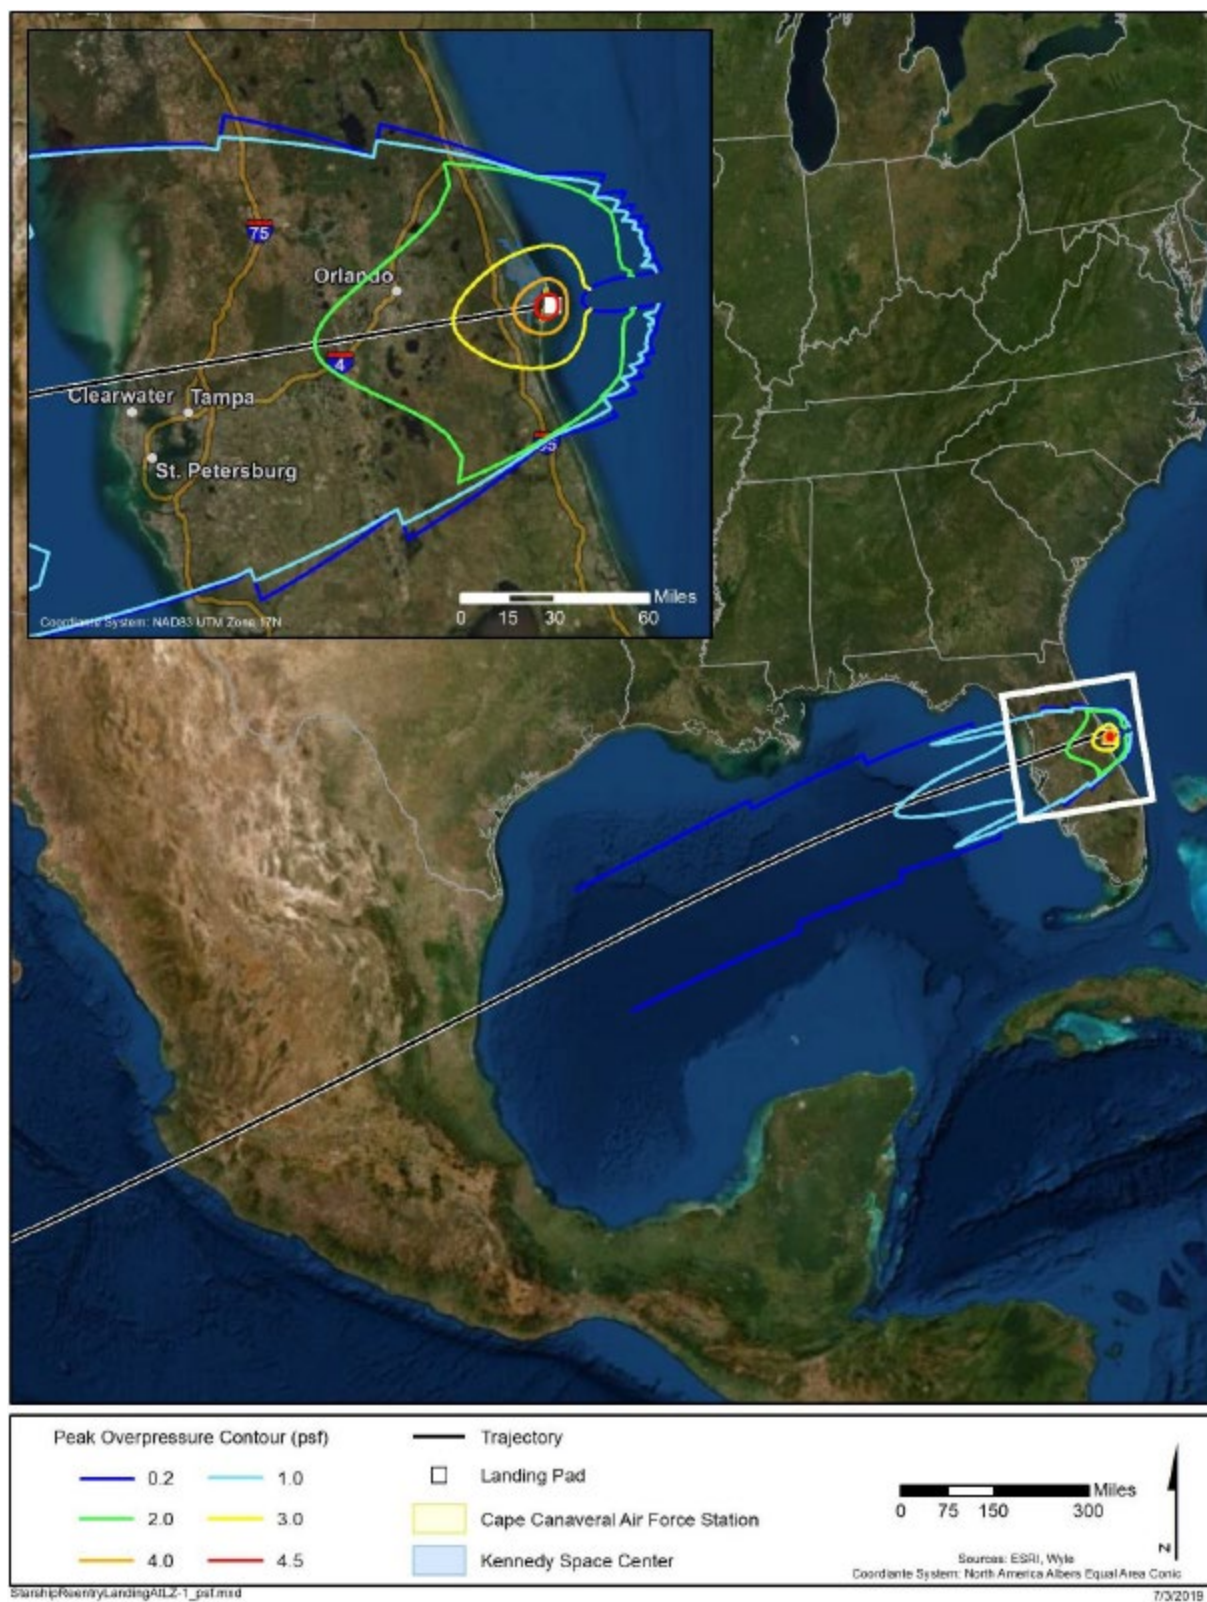 75
Orlando
4
Clearwater
Tampa
St. Petersburg
95
Miles
0 15 30 60
Coordiante System: NAD83 UTM Zone 17N
Peak Overpressure Contour (psf)
0.2 1.0
2.0 3.0
4.0 4.5
Trajectory
Landing Pad
Cape Canaveral Air Force Station
Kennedy Space Center
Miles
0 75 150 300
N
Sources: ESRI, Wyle
Coordiante System: North America Albers Equal Area Conic
StarshipReentryLandingAtLZ-1_psf.mxd
7/3/2019